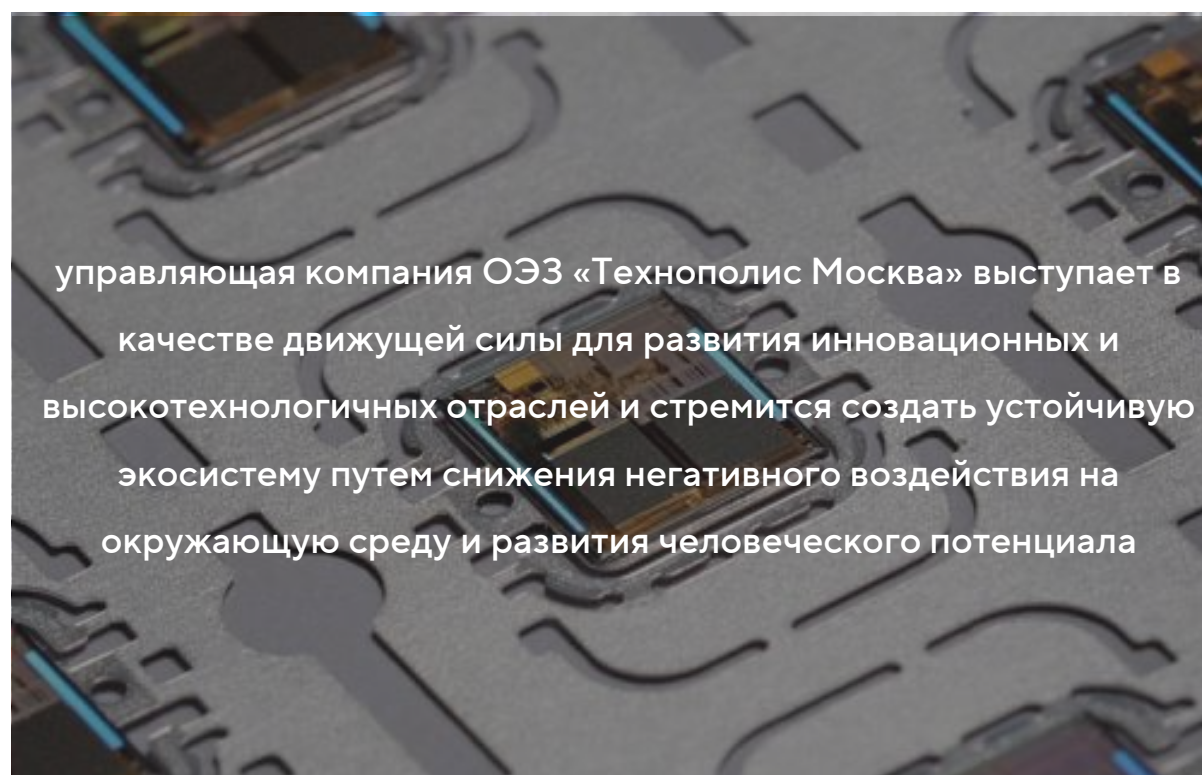 управляющая компания ОЭЗ «Технополис Москва» выступает в
качестве движущей силы для развития инновационных и
высокотехнологичных отраслей и стремится создать устойчивую
экосистему путем снижения негативного воздействия на
окружающую среду и развития человеческого потенциала